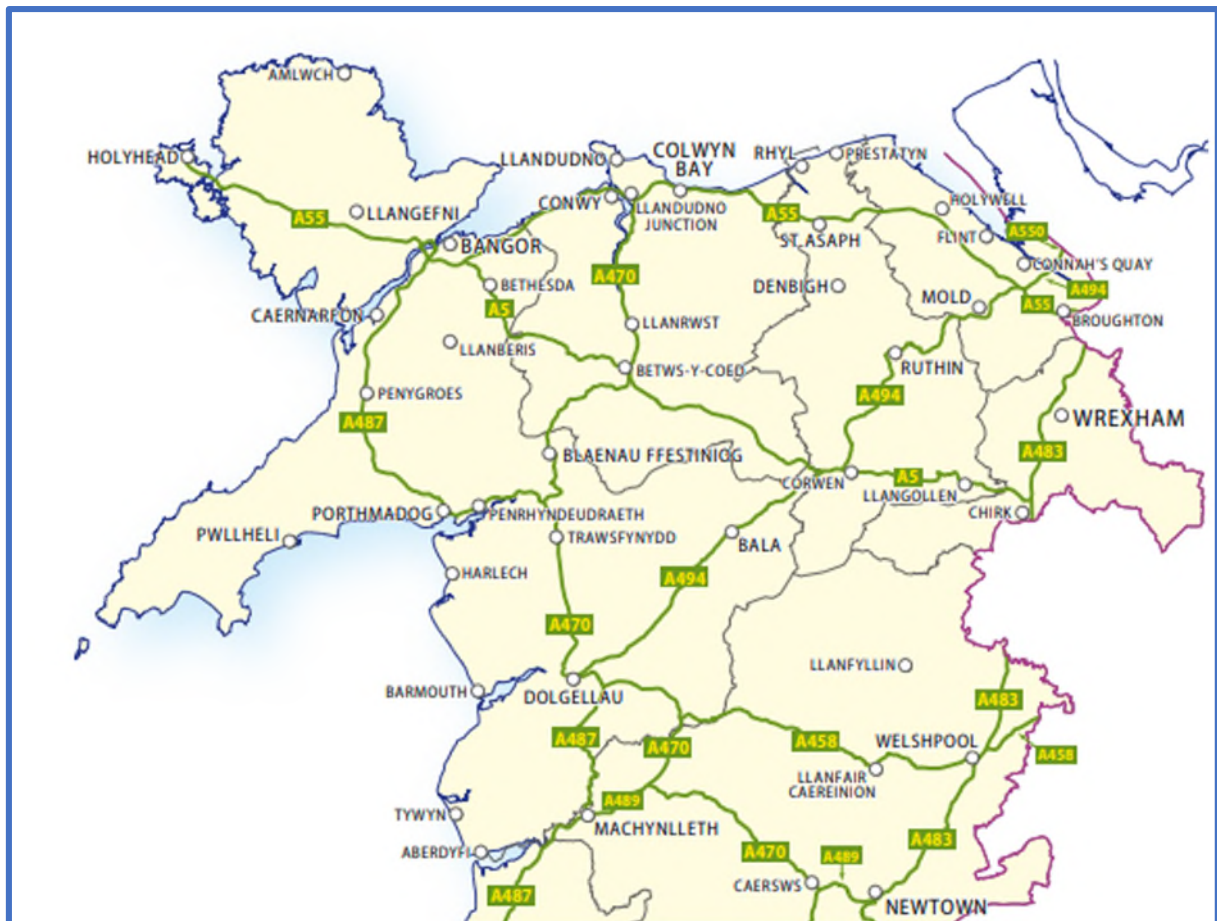 AMLWCH
HOLYHEAD
LLANDUDNO
COLWYN
BAY
RHYL
PRESTATYN
A55
LLANGEFNI
CONWY
LLANDUDNO
JUNCTION
A55
HOLYWELL
ST.ASAPH
FLINT
A550
BANGOR
A470
CONNAH'S QUAY
BETHESDA
DENBIGH
A494
MOLD
A55
CAERNARFON
A5
BROUGHTON
LLANRWST
LLANBERIS
BETWS-Y-COED
RUTHIN
PENYGROES
A494
A487
WREXHAM
BLAENAU FFESTINIOG
A483
CORWEN
A5
LLANGOLLEN
PORTHMADOG
PENRHYNDEUDRAETH
CHIRK
PWLLHELI
TRAWSFYNYDD
BALA
HARLECH
A494
A470
LLANFYLLIN
BARMOUTH
DOLGELLAU
A483
A487
A470
A458
WELSHPOOL
A458
LLANFAIR
CAEREINION
A489
TYWYN
MACHYNLLETH
A483
ABERDYFI
A470
A489
CAERSWS
A487
NEWTOWN